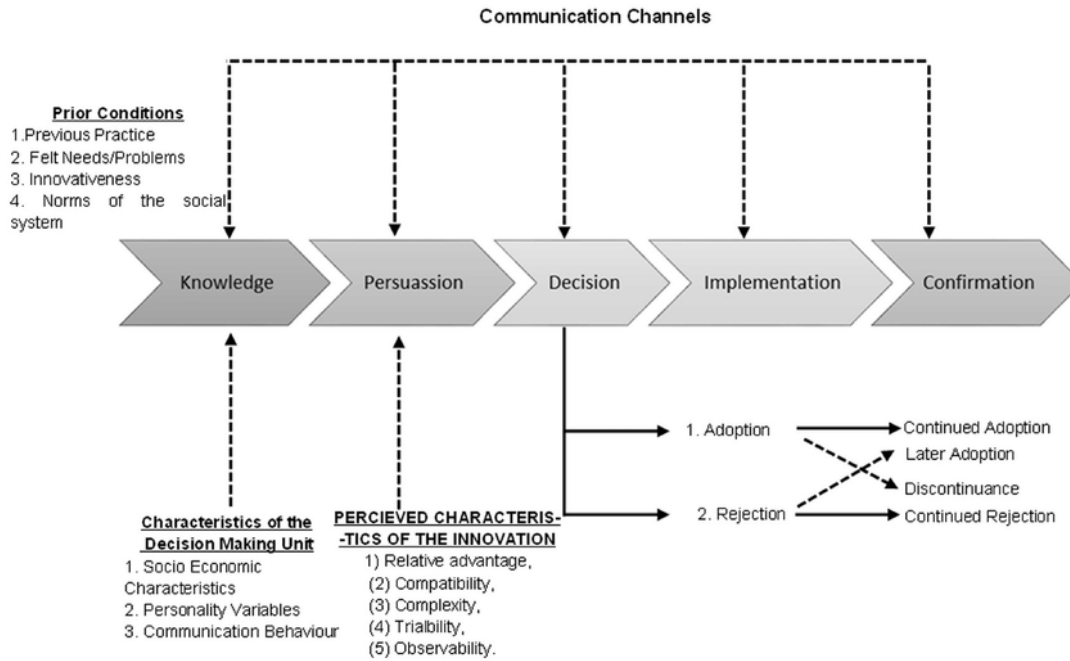 Communication Channels
Prior Conditions
1.Previous Practice
2. Felt Needs/Problems
3. Innovativeness
4. Norms of the social
system
Knowledge
Persuassion
Decision
Implementation
Confirmation
1. Adoption
Continued Adoption
Later Adoption
Discontinuance
2. Rejection
Continued Rejection
Characteristics of the
Decision Making Unit
1. Socio Economic
Characteristics
2. Personality Variables
3. Communication Behaviour
PERCIEVED CHARACTERIS-
-TICS OF THE INNOVATION
1) Relative advantage,
(2) Compatibility,
(3) Complexity,
(4) Trialbility,
(5) Observability.